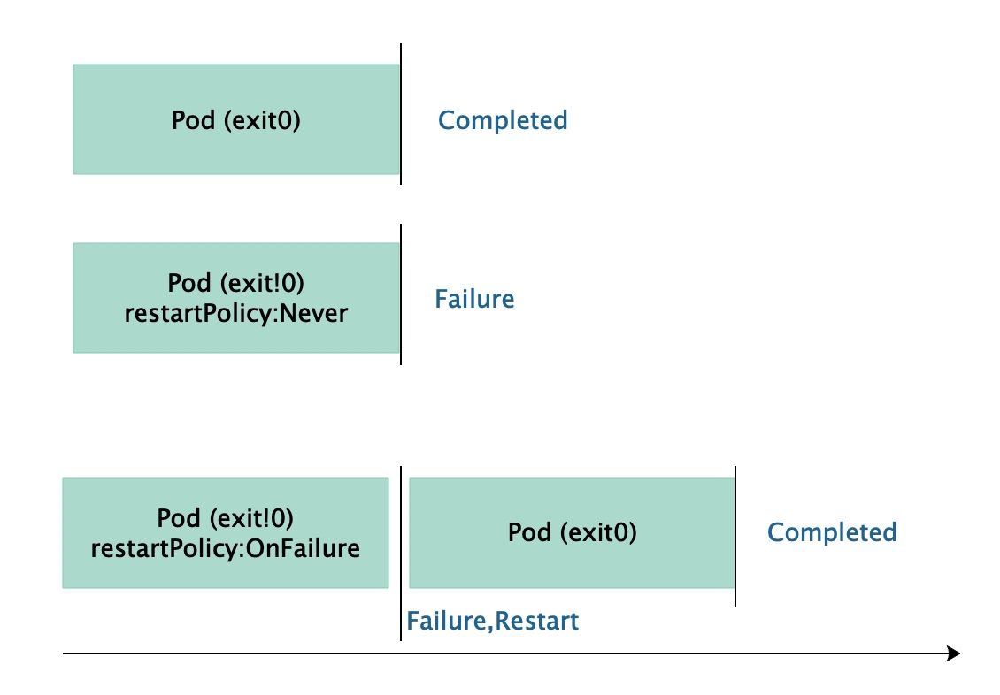 Pod (exit0)
Completed
Pod (exit!0)
restartPolicy:Never
Failure
Pod (exit!0)
restartPolicy:OnFailure
Pod (exit0)
Completed
Failure,Restart